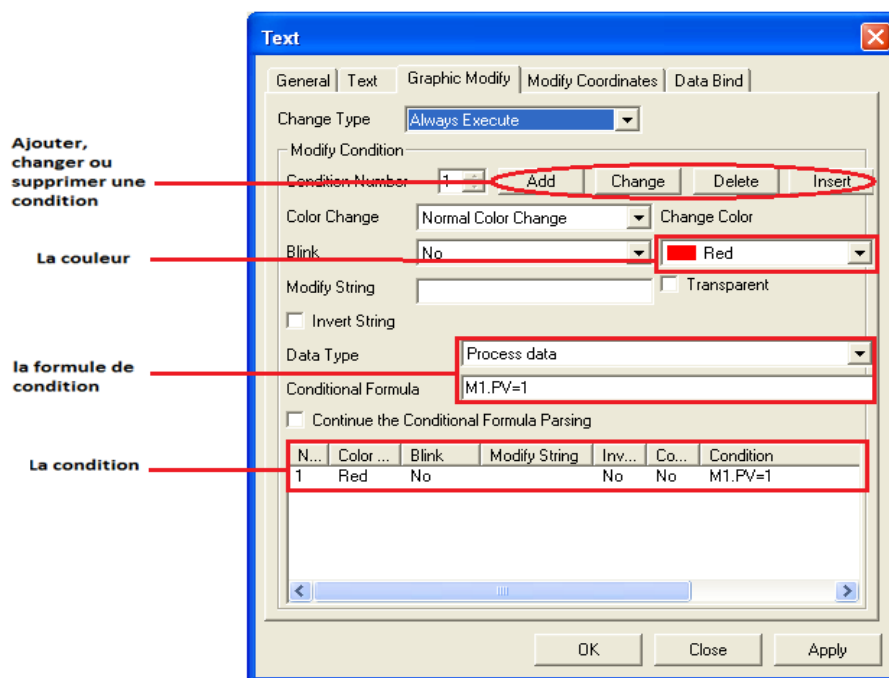 Text
General Text Graphic Modify Modify Coordinates Data Bind
Change Type Always Execute
Modify Condition
Ajouter,
changer ou
supprimer une
condition
Condition Number 1 Add Change Delete Insert
Color Change Normal Color Change Change Color
La couleur
Blink No Red
Modify String Transparent
Invert String
la formule de
condition
Data Type Process data
Conditional Formula M1.PV=1
Continue the Conditional Formula Parsing
La condition
N... Color ... Blink Modify String Inv... Co... Condition
1 Red No No No M1.PV=1
OK Close Apply